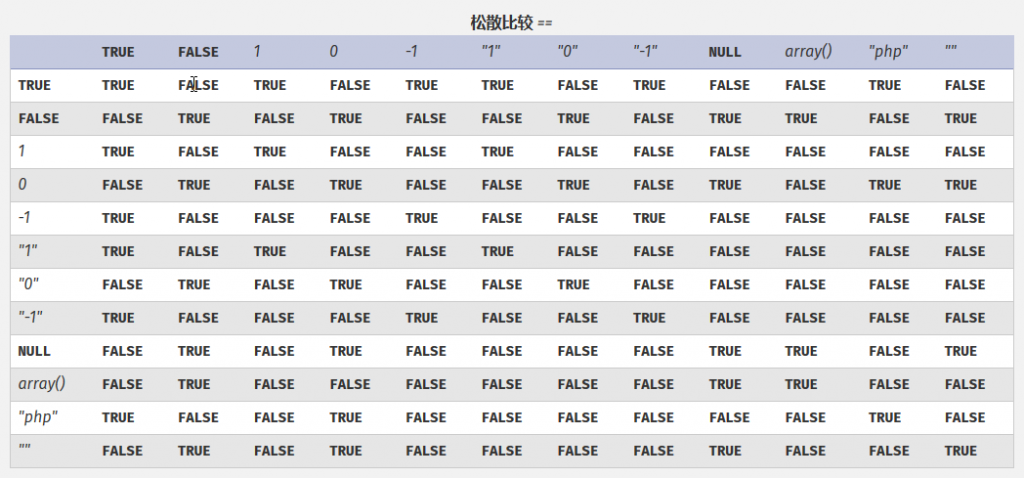 松散比较 ==
TRUE FALSE 1 0 -1 "1" "0" "-1" NULL array() "php" ""
TRUE TRUE FALSE TRUE FALSE TRUE TRUE FALSE TRUE FALSE FALSE TRUE FALSE
FALSE FALSE TRUE FALSE TRUE FALSE FALSE TRUE FALSE TRUE TRUE FALSE TRUE
1 TRUE FALSE TRUE FALSE FALSE TRUE FALSE FALSE FALSE FALSE FALSE FALSE
0 FALSE TRUE FALSE TRUE FALSE FALSE TRUE FALSE TRUE FALSE TRUE TRUE
-1 TRUE FALSE FALSE FALSE TRUE FALSE FALSE TRUE FALSE FALSE FALSE FALSE
"1" TRUE FALSE TRUE FALSE FALSE TRUE FALSE FALSE FALSE FALSE FALSE FALSE
"0" FALSE TRUE FALSE TRUE FALSE FALSE TRUE FALSE FALSE FALSE FALSE FALSE
"-1" TRUE FALSE FALSE FALSE TRUE FALSE FALSE TRUE FALSE FALSE FALSE FALSE
NULL FALSE TRUE FALSE TRUE FALSE FALSE FALSE FALSE TRUE TRUE FALSE TRUE
array() FALSE TRUE FALSE FALSE FALSE FALSE FALSE FALSE TRUE TRUE FALSE FALSE
"php" TRUE FALSE FALSE TRUE FALSE FALSE FALSE FALSE FALSE FALSE TRUE FALSE
"" FALSE TRUE FALSE TRUE FALSE FALSE FALSE FALSE TRUE FALSE FALSE TRUE